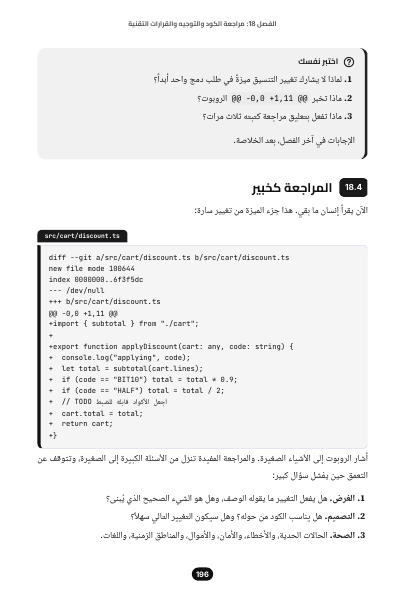 الفصل 18: مراجعة الكود والتوجيه والقرارات التقنية
اختبر نفسك
1. لماذا لا يشارك تغيير التنسيق ميزةً في طلب دمج واحد أبداً؟
2. ماذا تخبر @@ -0,0 +1,11 @@ الروبوت؟
3. ماذا تفعل بتعليق مراجعة كتبته ثلاث مرات؟
الإجابات في آخر الفصل، بعد الخلاصة.
18.4 المراجعة كخبير
الآن يقرأ إنسان ما بقي. هذا جزء الميزة من تغيير سارة:
src/cart/discount.ts
diff --git a/src/cart/discount.ts b/src/cart/discount.ts
new file mode 100644
index 0000000..6f3f5dc
--- /dev/null
+++ b/src/cart/discount.ts
@@ -0,0 +1,11 @@
+import { subtotal } from "./cart";
+
+export function applyDiscount(cart: any, code: string) {
+  console.log("applying", code);
+  let total = subtotal(cart.lines);
+  if (code == "BIT10") total = total * 0.9;
+  if (code == "HALF") total = total / 2;
+  // TODO اجعل الأكواد قابلة للضبط
+  cart.total = total;
+  return cart;
+}
أشار الروبوت إلى الأشياء الصغيرة. والمراجعة المفيدة تنزل من الأسئلة الكبيرة إلى الصغيرة، وتتوقف عن
التعمق حين يفشل سؤال كبير:
1. الغرض. هل يفعل التغيير ما يقوله الوصف، وهل هو الشيء الصحيح الذي يُبنى؟
2. التصميم. هل يناسب الكود من حوله؟ وهل سيكون التغيير التالي سهلاً؟
3. الصحة. الحالات الحدية، والأخطاء، والأمان، والأموال، والمناطق الزمنية، واللغات.
196